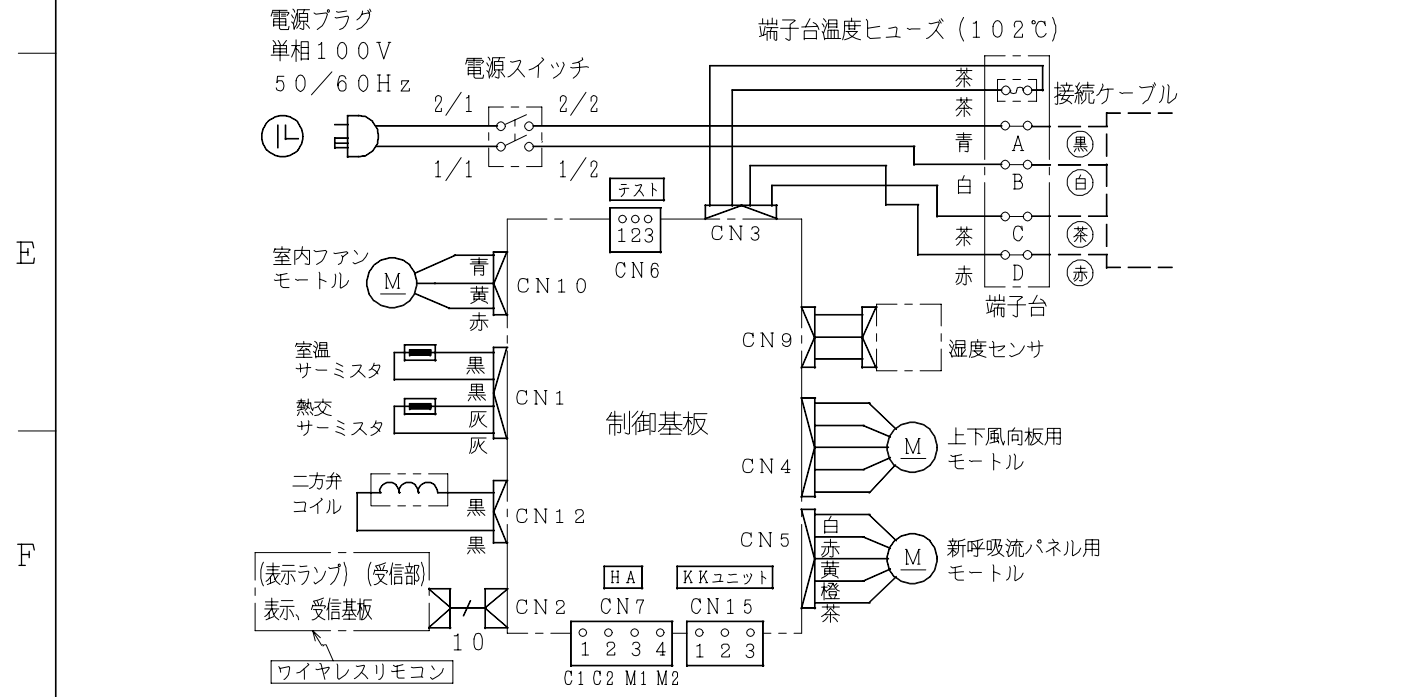 電源プラグ
単相100V
50/60Hz
電源スイッチ
2/1
2/2
1/1
1/2
端子台温度ヒューズ(102℃)
茶
茶
青
白
茶
赤
接続ケーブル
A
B
C
D
黒
白
茶
赤
端子台
テスト
123
CN6
CN3
E
室内ファン
モートル
M
青
黄
赤
CN10
室温
サーミスタ
黒
黒
熱交
サーミスタ
灰
灰
CN1
制御基板
CN9
湿度センサ
CN4
M
上下風向板用
モートル
二方弁
コイル
黒
黒
CN12
F
CN5
白
赤
黄
橙
茶
M
新呼吸流パネル用
モートル
(表示ランプ) (受信部)
表示、受信基板
10
CN2
ワイヤレスリモコン
HA
CN7
1 2 3 4
C1 C2 M1 M2
KKユニット
CN15
1 2 3